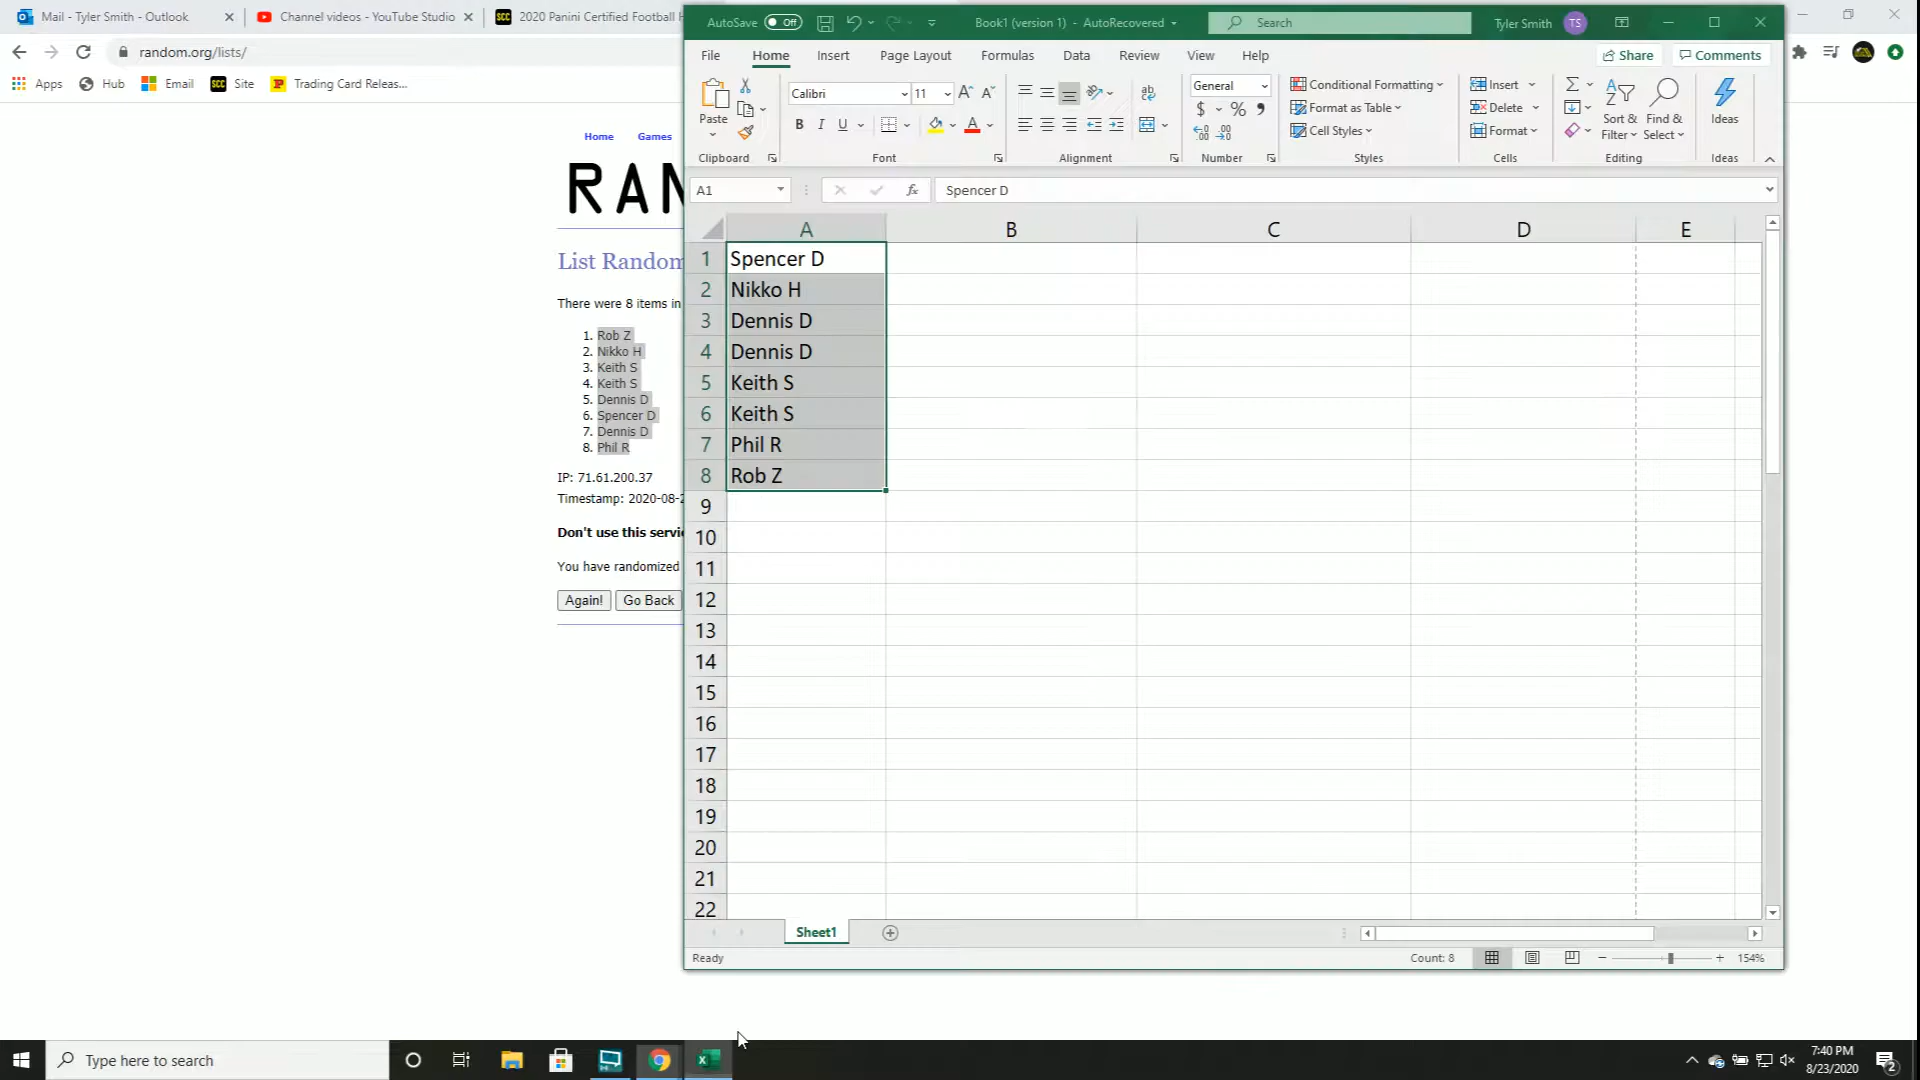 Mail - Tyler Smith - Outlook
Channel videos - YouTube Studio
SCC 2020 Panini Certified Football H
AutoSave Off
Book1 (version 1) - AutoRecovered
Search
Tyler Smith TS
random.org/lists/
File Home Insert Page Layout Formulas Data Review View Help
Share Comments
Apps Hub Email SCC Site Trading Card Releas...
Paste
Calibri 11
General
Conditional Formatting
Format as Table
Cell Styles
Insert
Delete
Format
Sort & Filter
Find & Select
Ideas
Clipboard Font Alignment Number Styles Cells Editing Ideas
Home Games
RAN
A1
fx Spencer D
List Random
There were 8 items in
1. Rob Z
2. Nikko H
3. Keith S
4. Keith S
5. Dennis D
6. Spencer D
7. Dennis D
8. Phil R
IP: 71.61.200.37
Timestamp: 2020-08-2
Don't use this servi
You have randomized
Again! Go Back
A B C D E
1 Spencer D
2 Nikko H
3 Dennis D
4 Dennis D
5 Keith S
6 Keith S
7 Phil R
8 Rob Z
9
10
11
12
13
14
15
16
17
18
19
20
21
22
Sheet1
Ready
Count: 8
154%
Type here to search
7:40 PM
8/23/2020
2